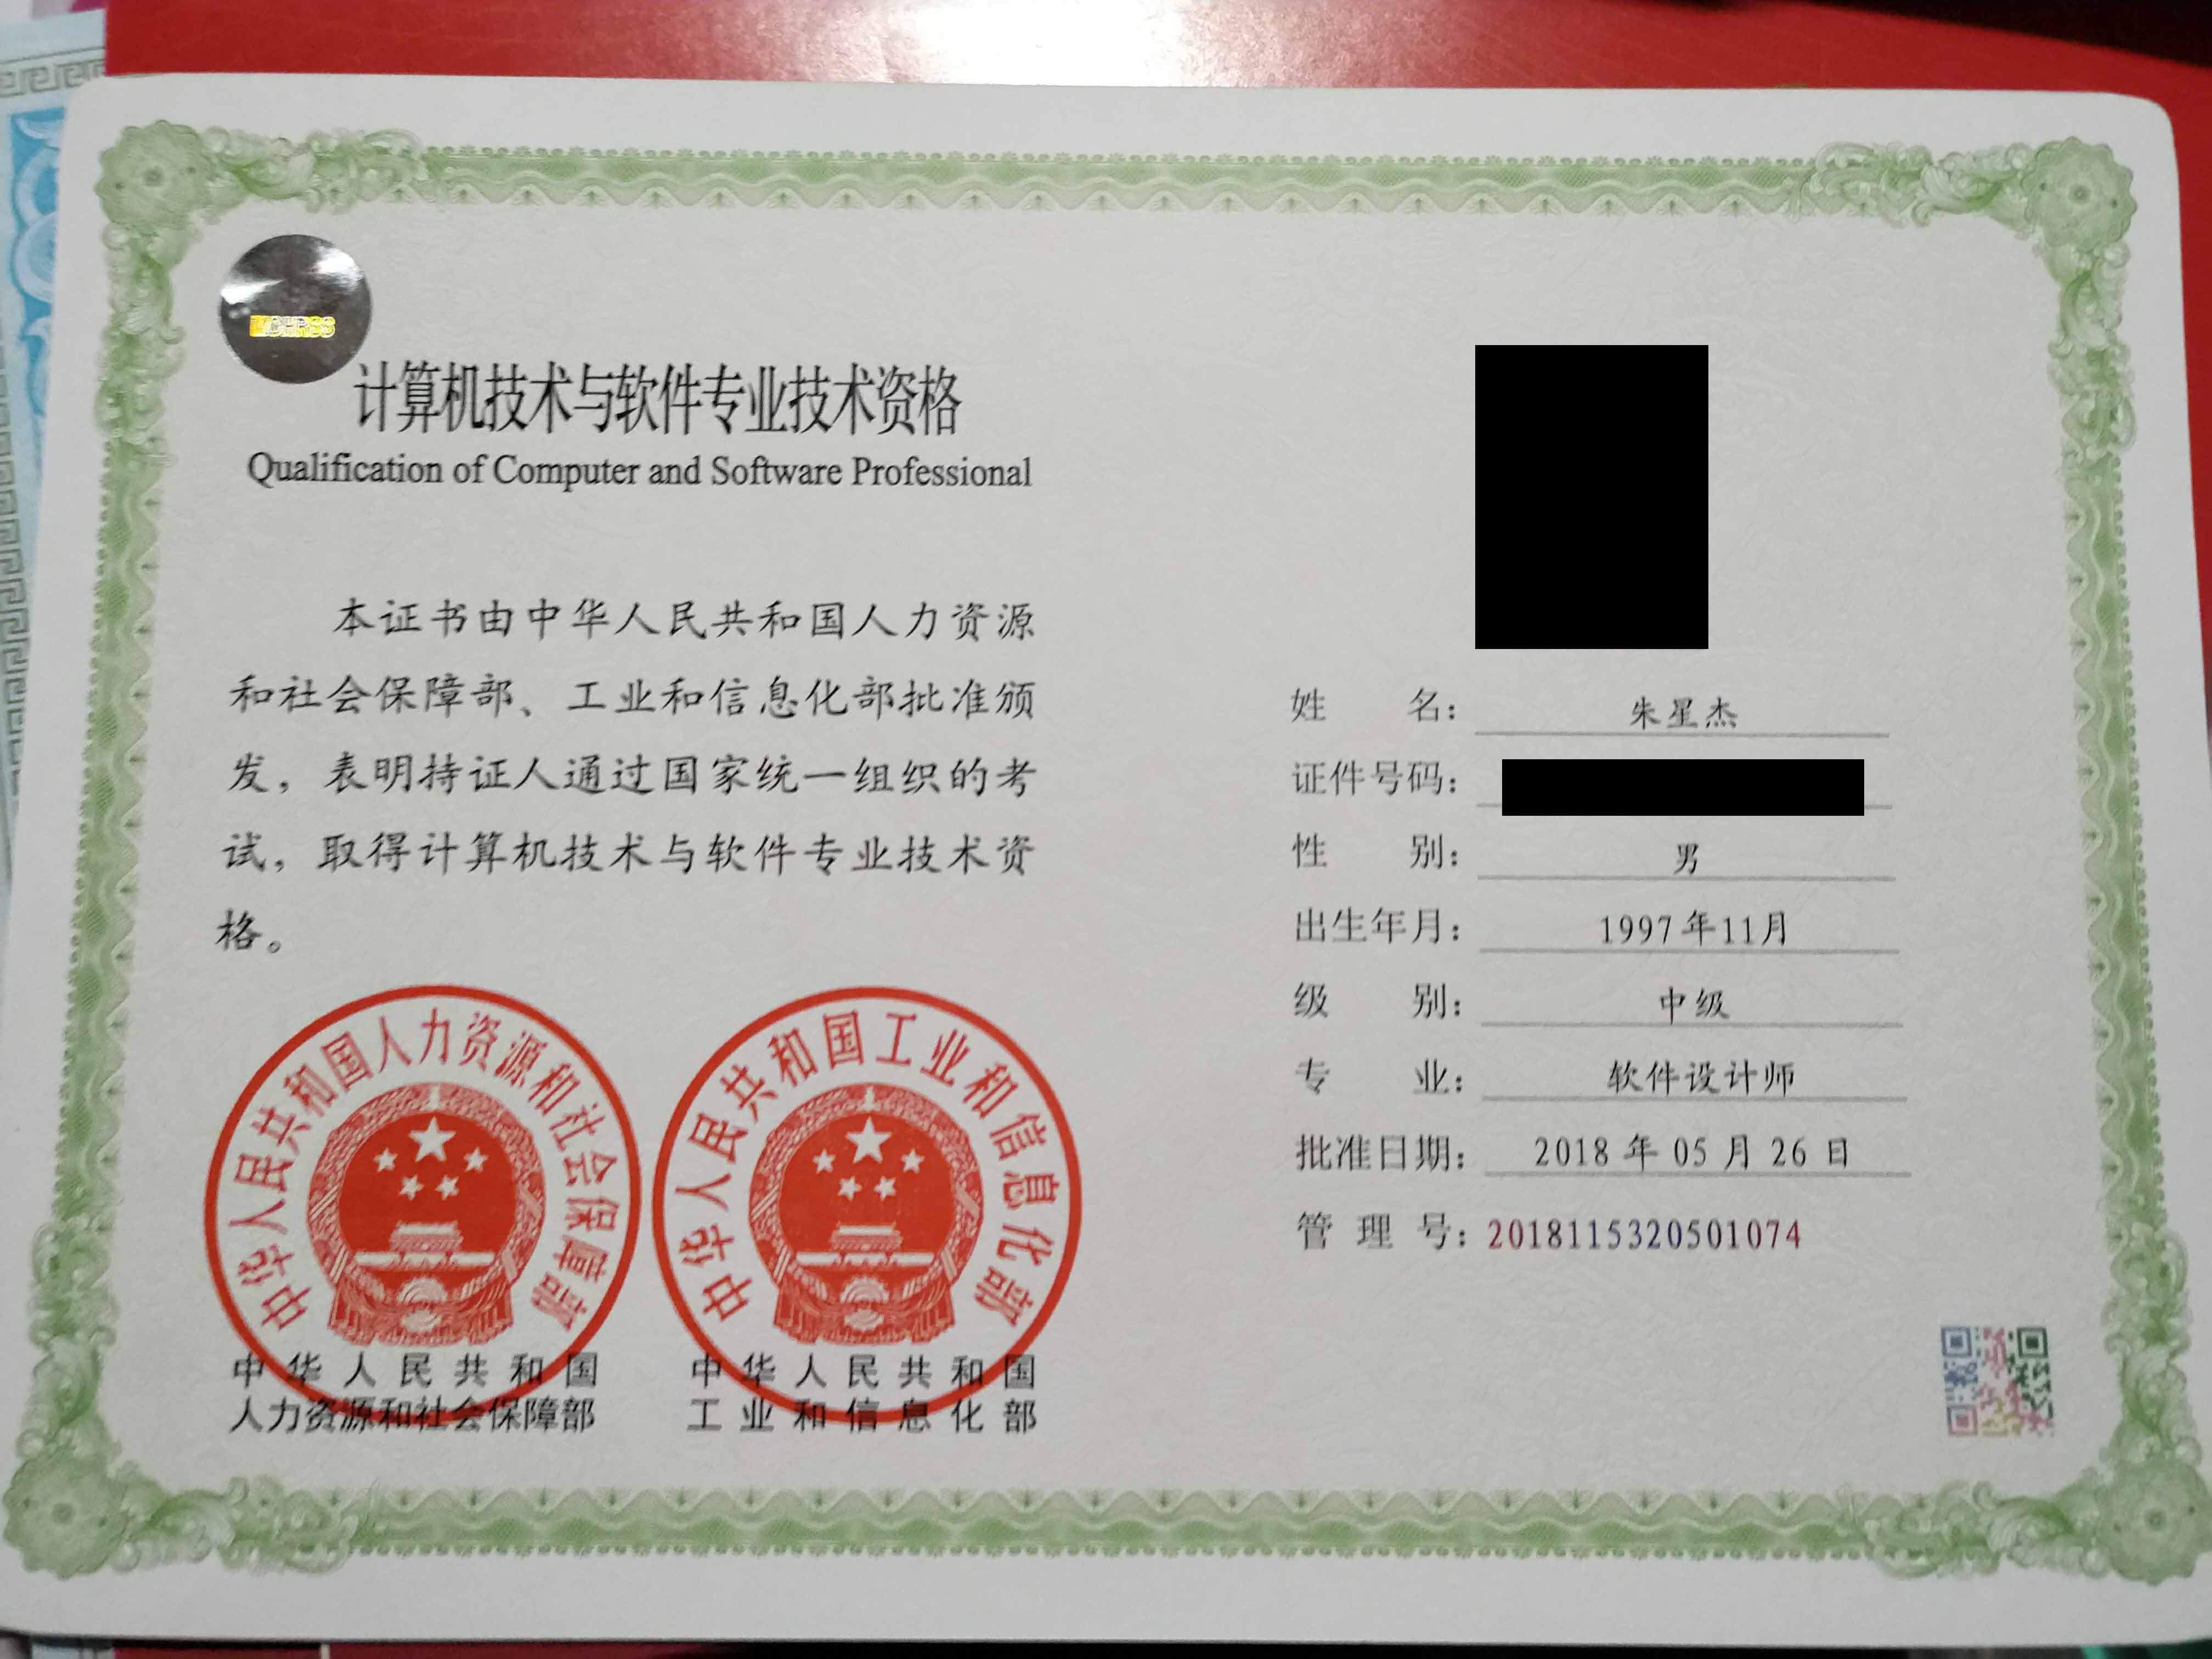 计算机技术与软件专业技术资格
Qualification of Computer and Software Professional
本证书由中华人民共和国人力资源
和社会保障部、工业和信息化部批准颁
发，表明持证人通过国家统一组织的考
试，取得计算机技术与软件专业技术资
格。
中华人民共和国人力资源和社会保障部
中华人民共和国工业和信息化部
中华人民共和国
人力资源和社会保障部
中华人民共和国
工业和信息化部
姓名：朱星杰
证件号码：
性别：男
出生年月：1997年11月
级别：中级
专业：软件设计师
批准日期：2018年05月26日
管理号：2018115320501074